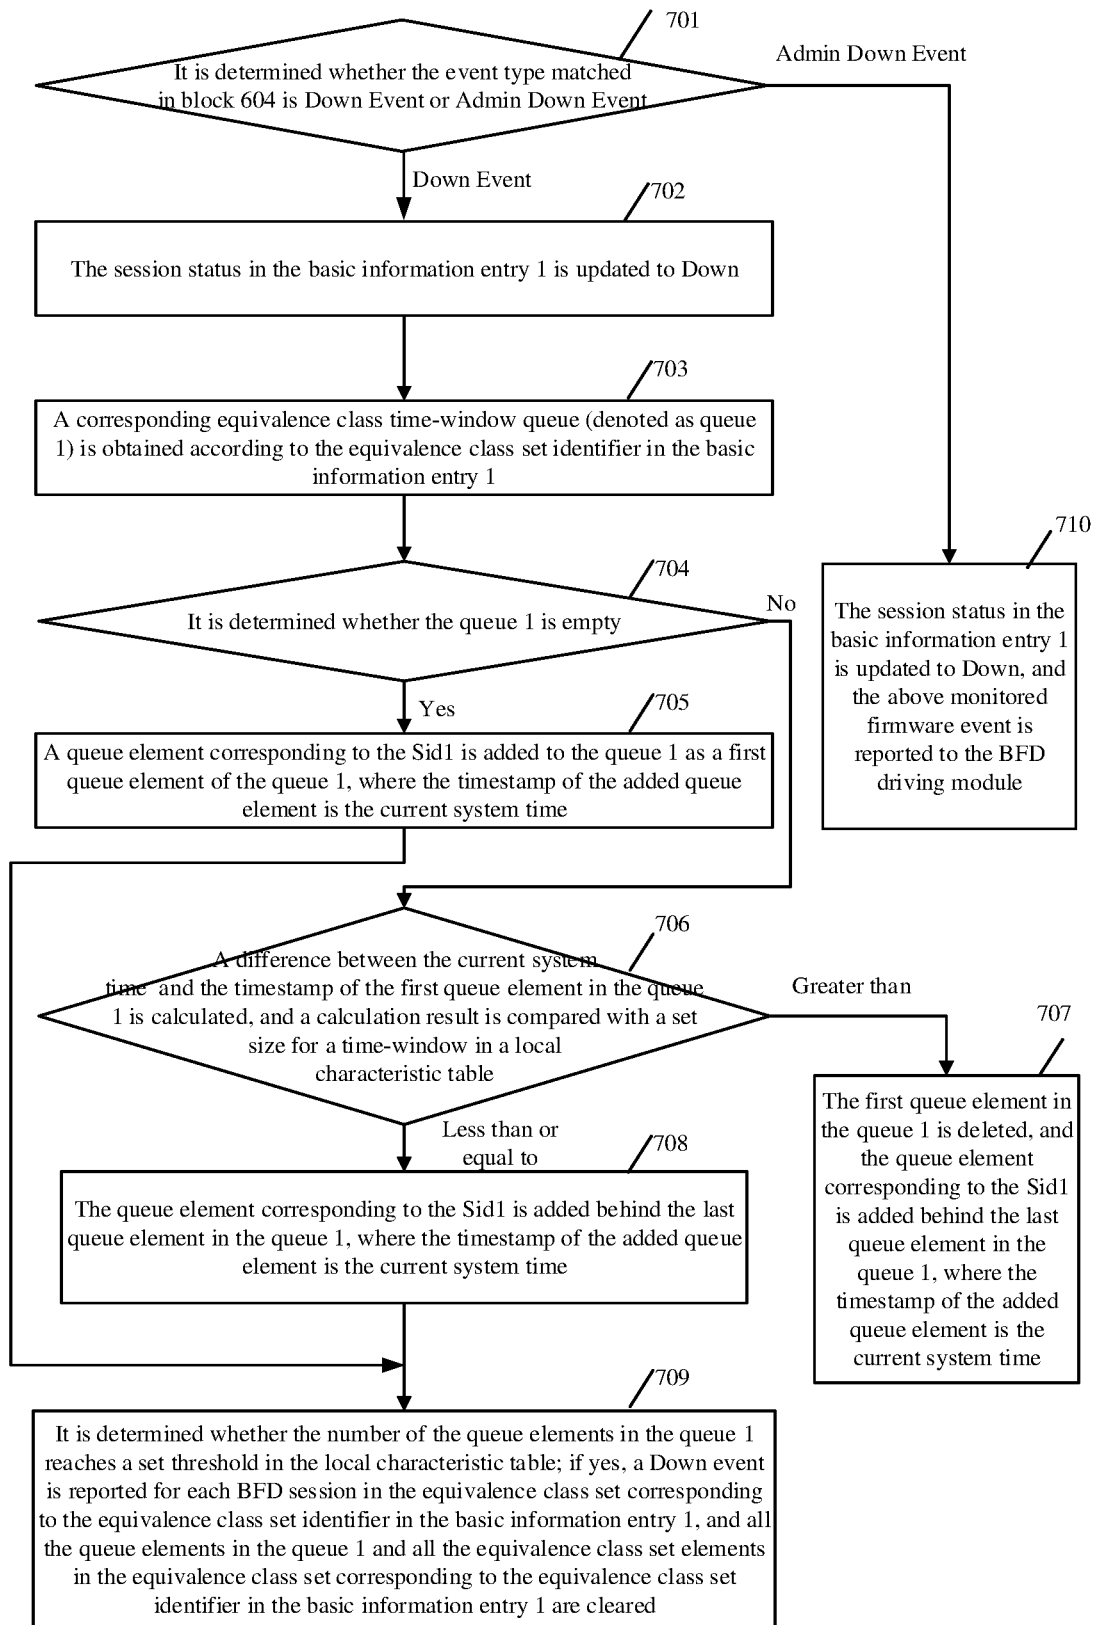 701
Admin Down Event
It is determined whether the event type matched
in block 604 is Down Event or Admin Down Event
Down Event
702
The session status in the basic information entry 1 is updated to Down
703
A corresponding equivalence class time-window queue (denoted as queue
1) is obtained according to the equivalence class set identifier in the basic
information entry 1
704
No
It is determined whether the queue 1 is empty
Yes
705
A queue element corresponding to the Sid1 is added to the queue 1 as a first
queue element of the queue 1, where the timestamp of the added queue
element is the current system time
710
The session status in the
basic information entry 1
is updated to Down, and
the above monitored
firmware event is
reported to the BFD
driving module
706
A difference between the current system
time and the timestamp of the first queue element in the queue
1 is calculated, and a calculation result is compared with a set
size for a time-window in a local
characteristic table
Greater than
707
The first queue element in
the queue 1 is deleted, and
the queue element
corresponding to the Sid1
is added behind the last
queue element in the
queue 1, where the
timestamp of the added
queue element is the
current system time
Less than or
equal to
708
The queue element corresponding to the Sid1 is added behind the last
queue element in the queue 1, where the timestamp of the added queue
element is the current system time
709
It is determined whether the number of the queue elements in the queue 1
reaches a set threshold in the local characteristic table; if yes, a Down event
is reported for each BFD session in the equivalence class set corresponding
to the equivalence class set identifier in the basic information entry 1, and all
the queue elements in the queue 1 and all the equivalence class set elements
in the equivalence class set corresponding to the equivalence class set
identifier in the basic information entry 1 are cleared